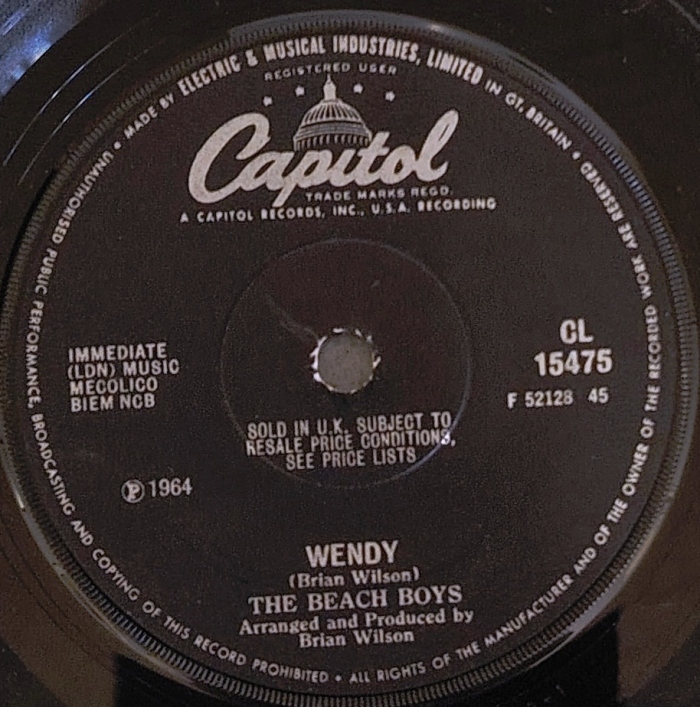 MADE BY ELECTRIC & MUSICAL INDUSTRIES, LIMITED IN GT. BRITAIN • ALL RIGHTS OF THE MANUFACTURER AND OF THE OWNER OF THE RECORDED WORK ARE RESERVED • UNAUTHORISED PUBLIC PERFORMANCE, BROADCASTING AND COPYING OF THIS RECORD PROHIBITED •
REGISTERED USER
Capitol
TRADE MARKS REGD.
A CAPITOL RECORDS, INC., U.S.A. RECORDING
IMMEDIATE
(LDN) MUSIC
MECOLICO
BIEM NCB
CL
15475
F 52128 45
SOLD IN U.K. SUBJECT TO
RESALE PRICE CONDITIONS,
SEE PRICE LISTS
Ⓟ 1964
WENDY
(Brian Wilson)
THE BEACH BOYS
Arranged and Produced by
Brian Wilson